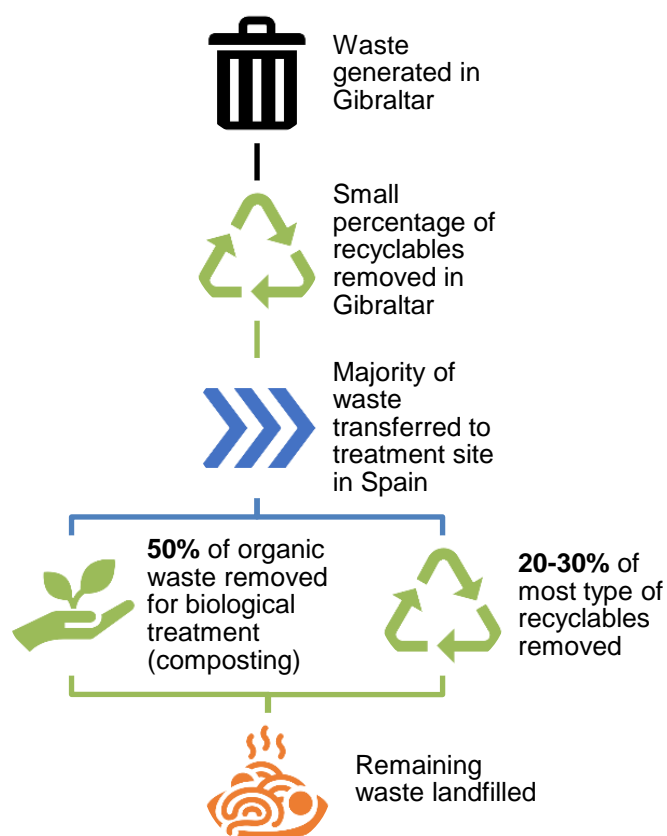 Waste
generated in
Gibraltar
Small
percentage of
recyclables
removed in
Gibraltar
Majority of
waste
transferred to
treatment site
in Spain
50% of organic
waste removed
for biological
treatment
(composting)
20-30% of
most type of
recyclables
removed
Remaining
waste landfilled